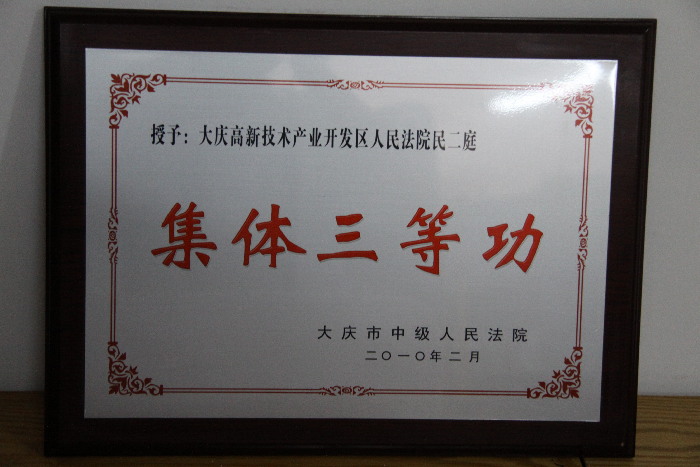 授予：大庆高新技术产业开发区人民法院民二庭
集体三等功
大庆市中级人民法院
二〇一〇年二月